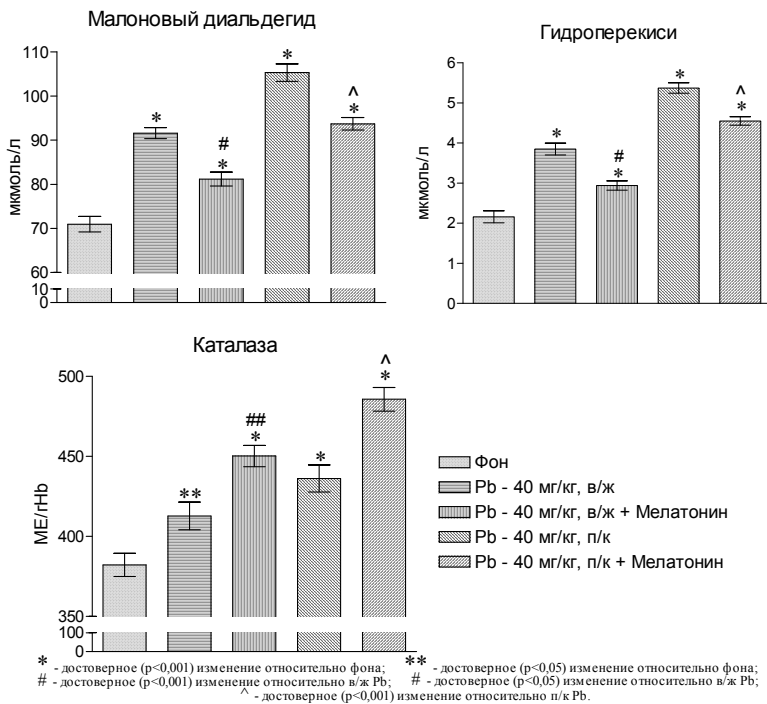 Малоновый диальдегид
мкмоль/л
110
100
90
80
70
60
10
0
*
#
*
*
^
*
Гидроперекиси
мкмоль/л
6
5
4
3
2
1
0
*
#
*
*
^
*
Каталаза
МЕ/гHb
500
450
400
350
100
0
**
##
*
*
^
*
Фон
Pb - 40 мг/кг, в/ж
Pb - 40 мг/кг, в/ж + Мелатонин
Pb - 40 мг/кг, п/к
Pb - 40 мг/кг, п/к + Мелатонин
* - достоверное (p<0,001) изменение относительно фона; ** - достоверное (p<0,05) изменение относительно фона;
# - достоверное (p<0,001) изменение относительно в/ж Pb; # - достоверное (p<0,05) изменение относительно в/ж Pb;
^ - достоверное (p<0,001) изменение относительно п/к Pb.